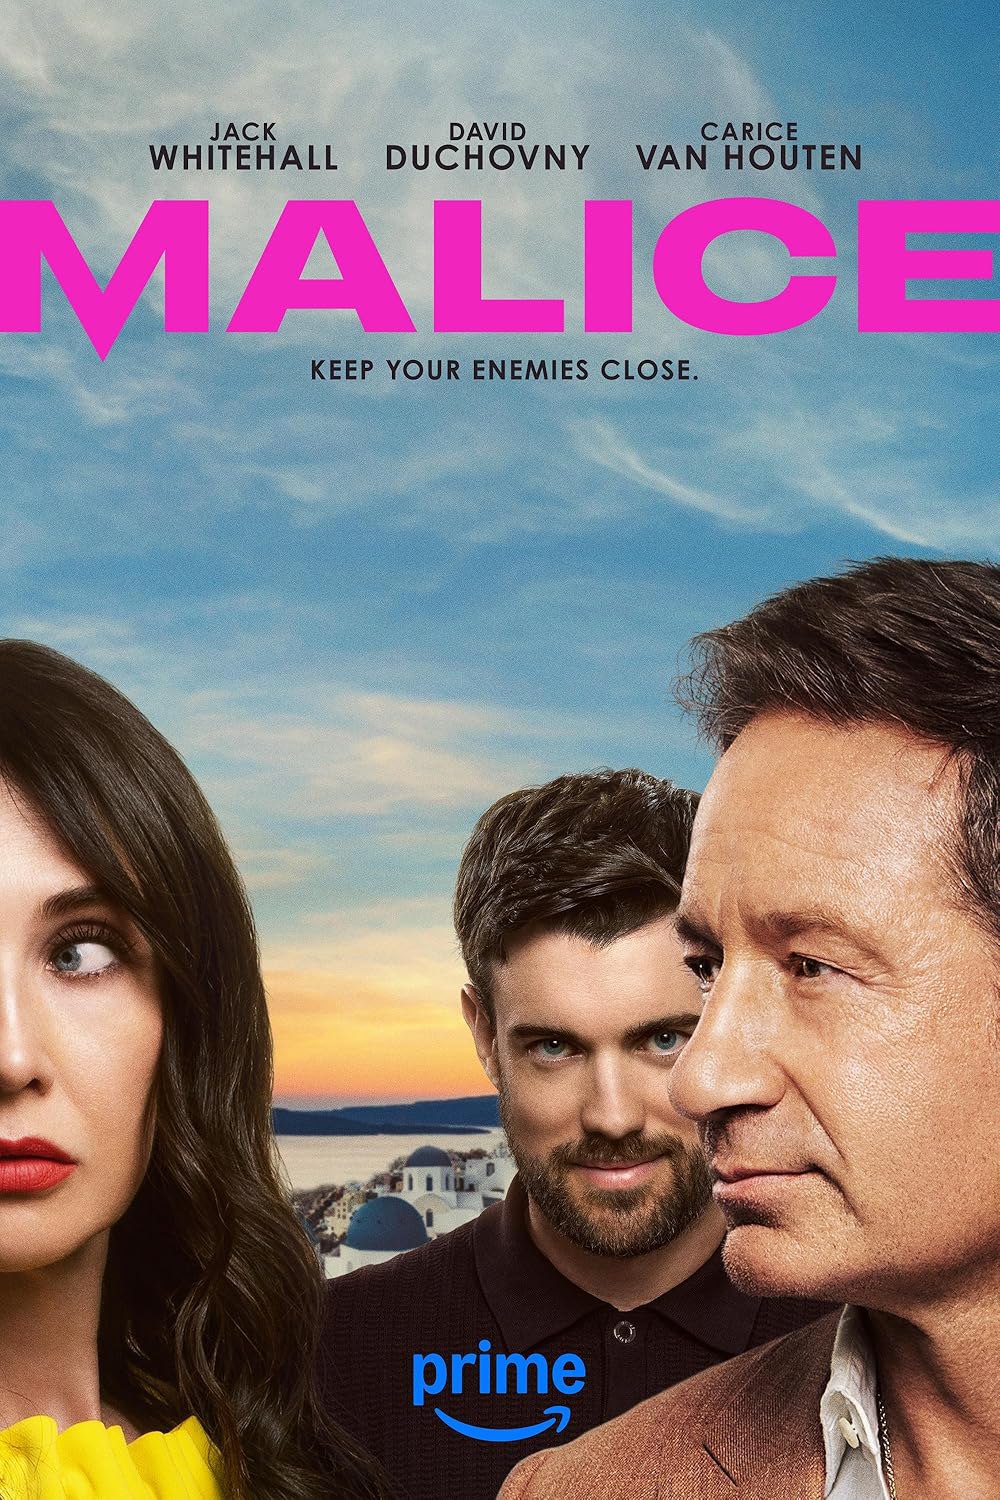 JACK DAVID CARICE
WHITEHALL DUCHOVNY VAN HOUTEN
MALICE
KEEP YOUR ENEMIES CLOSE.
prime